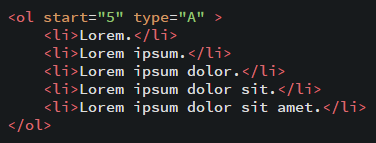 <ol start="5" type="A" >
    <li>Lorem.</li>
    <li>Lorem ipsum.</li>
    <li>Lorem ipsum dolor.</li>
    <li>Lorem ipsum dolor sit.</li>
    <li>Lorem ipsum dolor sit amet.</li>
</ol>